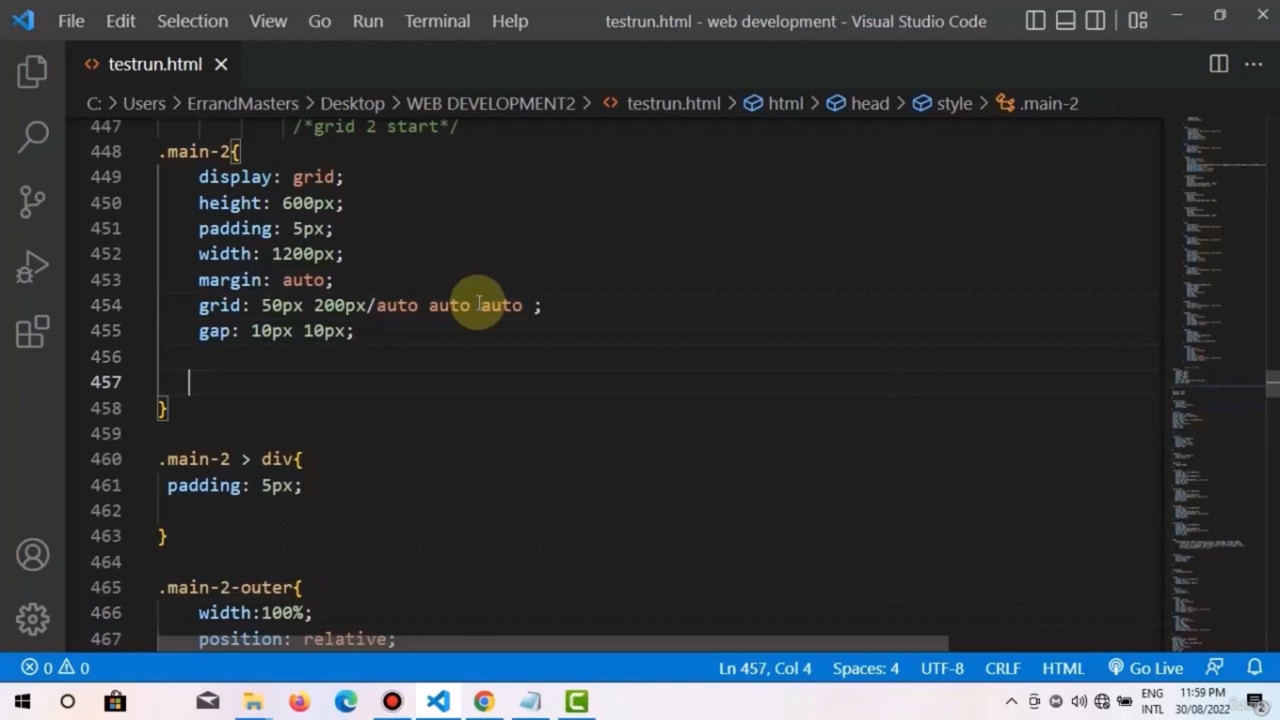 File Edit Selection View Go Run Terminal Help testrun.html - web development - Visual Studio Code
testrun.html
C: > Users > ErrandMasters > Desktop > WEB DEVELOPMENT2 > testrun.html > html > head > style > .main-2
447 /*grid 2 start*/
448 .main-2{
449 display: grid;
450 height: 600px;
451 padding: 5px;
452 width: 1200px;
453 margin: auto;
454 grid: 50px 200px/auto auto auto ;
455 gap: 10px 10px;
456
457
458 }
459
460 .main-2 > div{
461 padding: 5px;
462
463 }
464
465 .main-2-outer{
466 width:100%;
467 position: relative;
0 0 Ln 457, Col 4 Spaces: 4 UTF-8 CRLF HTML Go Live
ENG 11:59 PM
INTL 30/08/2022